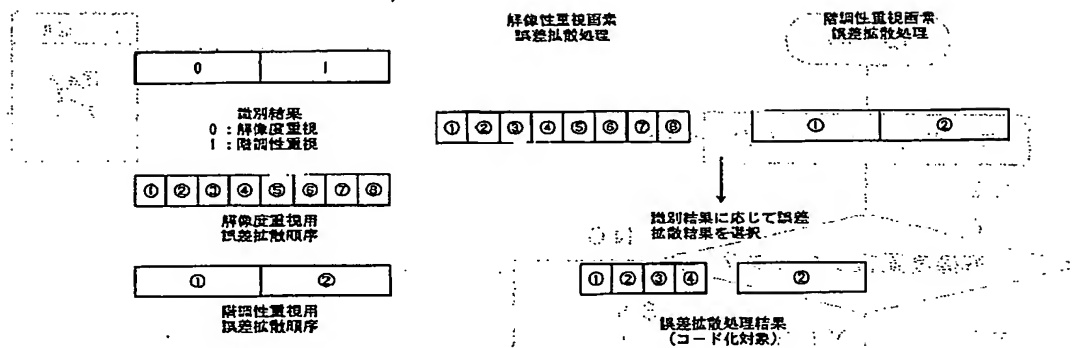 0 1
識別結果
0 : 解像度重視
1 : 階調性重視
① ② ③ ④ ⑤ ⑥ ⑦ ⑧
解像度重視用
誤差拡散順序
① ②
階調性重視用
誤差拡散順序
解像性重視画素
誤差拡散処理
階調性重視画素
誤差拡散処理
① ② ③ ④ ⑤ ⑥ ⑦ ⑧
① ②
識別結果に応じて誤差
拡散結果を選択
① ② ③ ④ ②
誤差拡散処理結果
(コード化対象)